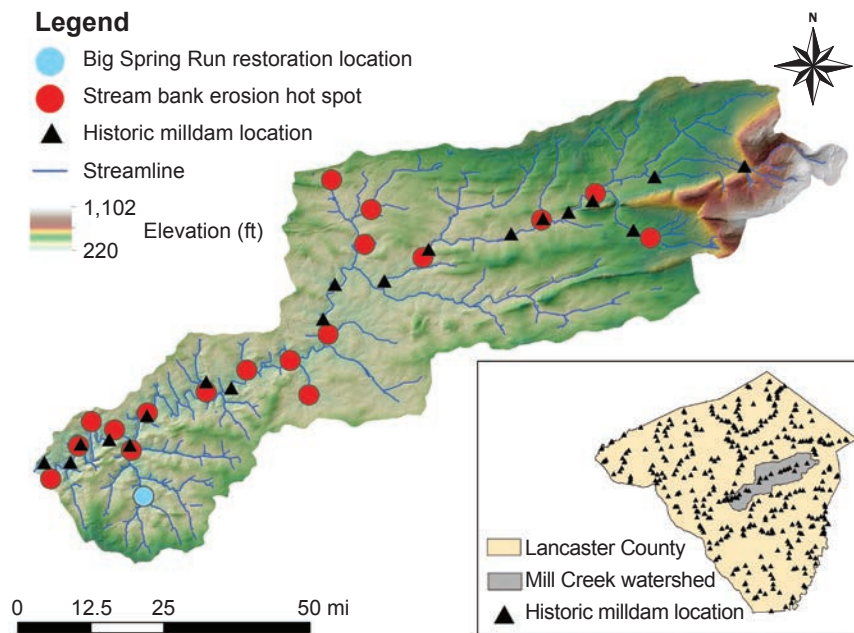 Legend
Big Spring Run restoration location
Stream bank erosion hot spot
Historic milldam location
Streamline
1,102
Elevation (ft)
220
N
Lancaster County
Mill Creek watershed
Historic milldam location
0 12.5 25 50 mi